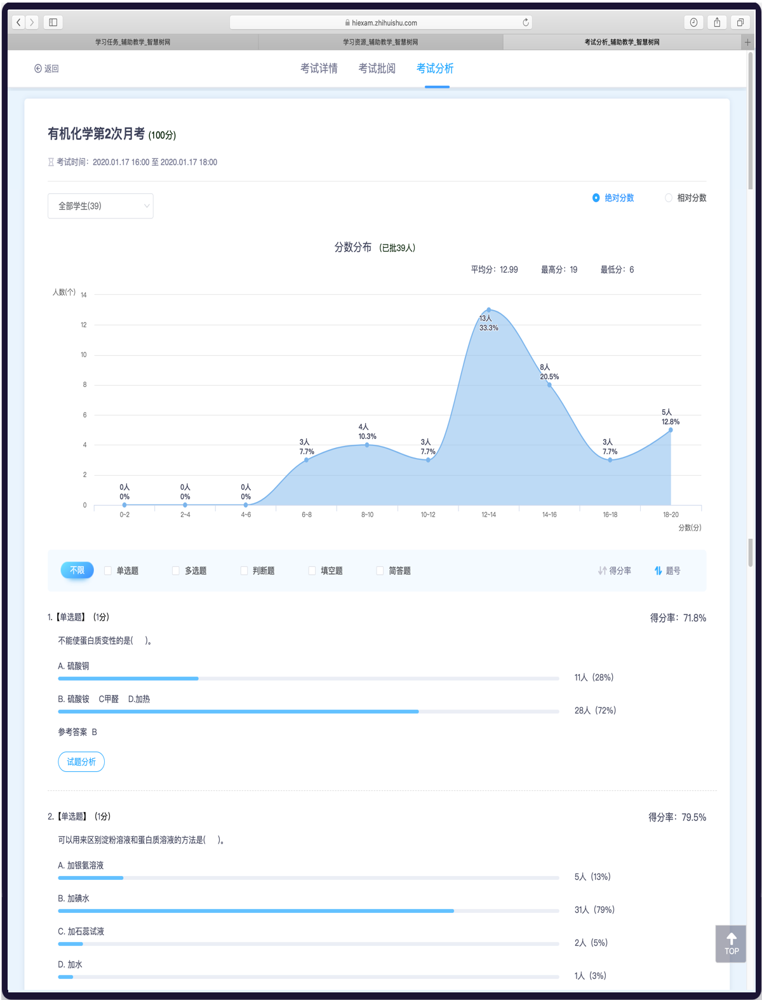 hiexam.zhihuishu.com
学习任务_辅助教学_智慧树网 学习资源_辅助教学_智慧树网 考试分析_辅助教学_智慧树网
返回 考试详情 考试批阅 考试分析
有机化学第2次月考 (100分)
考试时间：2020.01.17 16:00 至 2020.01.17 18:00
全部学生(39) 绝对分数 相对分数
分数分布 (已批39人)
平均分：12.99 最高分：19 最低分：6
人数(个) 14
12
10
8
6
4
2
0
0人
0%
0人
0%
0人
0%
3人
7.7%
4人
10.3%
3人
7.7%
13人
33.3%
8人
20.5%
3人
7.7%
5人
12.8%
0~2 2~4 4~6 6~8 8~10 10~12 12~14 14~16 16~18 18~20
分数(分)
不限 单选题 多选题 判断题 填空题 简答题 得分率 题号
1.【单选题】 (1分) 得分率：71.8%
不能使蛋白质变性的是( )。
A. 硫酸铜
11人 (28%)
B. 硫酸铵 C甲醛 D.加热
28人 (72%)
参考答案 B
试题分析
2.【单选题】 (1分) 得分率：79.5%
可以用来区别淀粉溶液和蛋白质溶液的方法是( )。
A. 加银氨溶液
5人 (13%)
B. 加碘水
31人 (79%)
C. 加石蕊试液
2人 (5%)
D. 加水
1人 (3%)
TOP